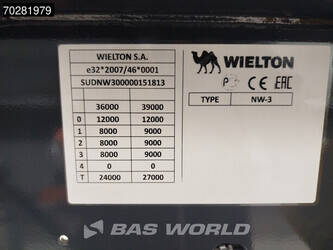 70281979
WIELTON S.A.
e32*2007/46*0001
SUDNW300000151813
36000 39000
0 12000 12000
1 8000 9000
2 8000 9000
3 8000 9000
4 0 0
T 24000 27000
WIELTON
CE EAC
TYPE NW-3
BAS WORLD